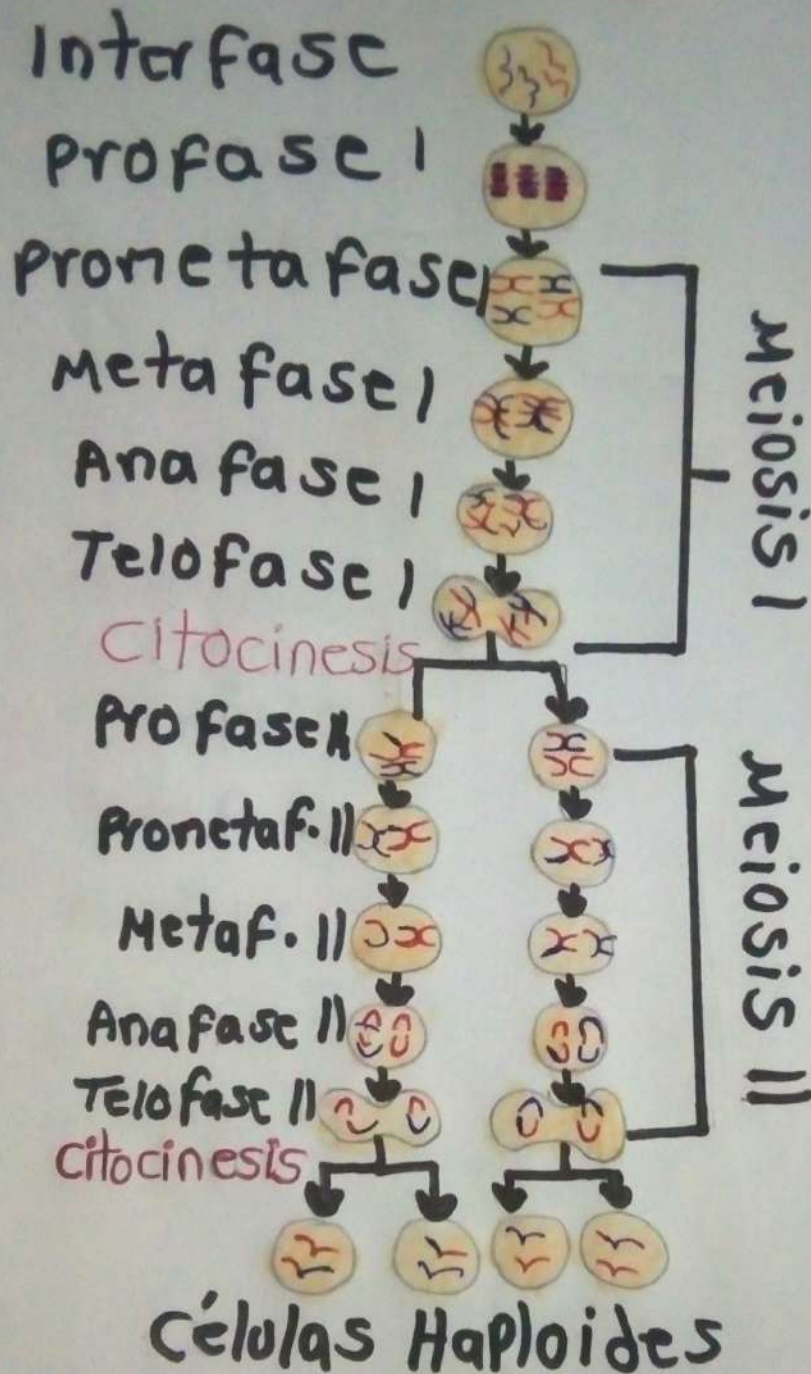 Interfase
Profase I
Prometafase I
Metafase I
Anafase I
Telofase I
Citocinesis
Meiosis I
Profase II
Prometaf. II
Metaf. II
Anafase II
Telofase II
Citocinesis
Meiosis II
Células Haploides